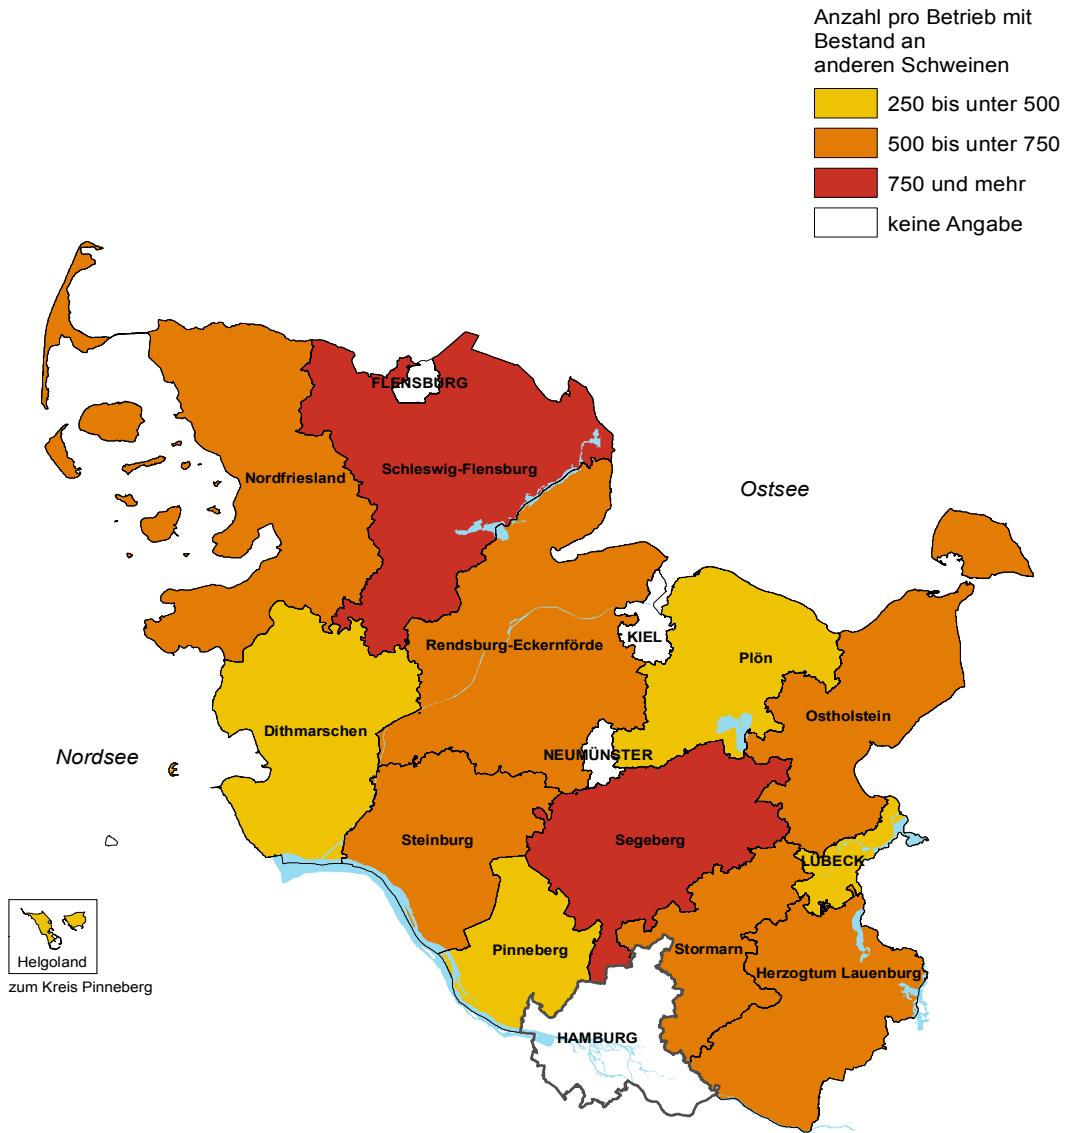 Anzahl pro Betrieb mit
Bestand an
anderen Schweinen
250 bis unter 500
500 bis unter 750
750 und mehr
keine Angabe
FLENSBURG
Schleswig-Flensburg
Nordfriesland
Ostsee
KIEL
Rendsburg-Eckernförde
Plön
Ostholstein
Dithmarschen
Nordsee
NEUMÜNSTER
Steinburg
Segeberg
LÜBECK
Pinneberg
Stormarn
Helgoland
Herzogtum Lauenburg
zum Kreis Pinneberg
HAMBURG